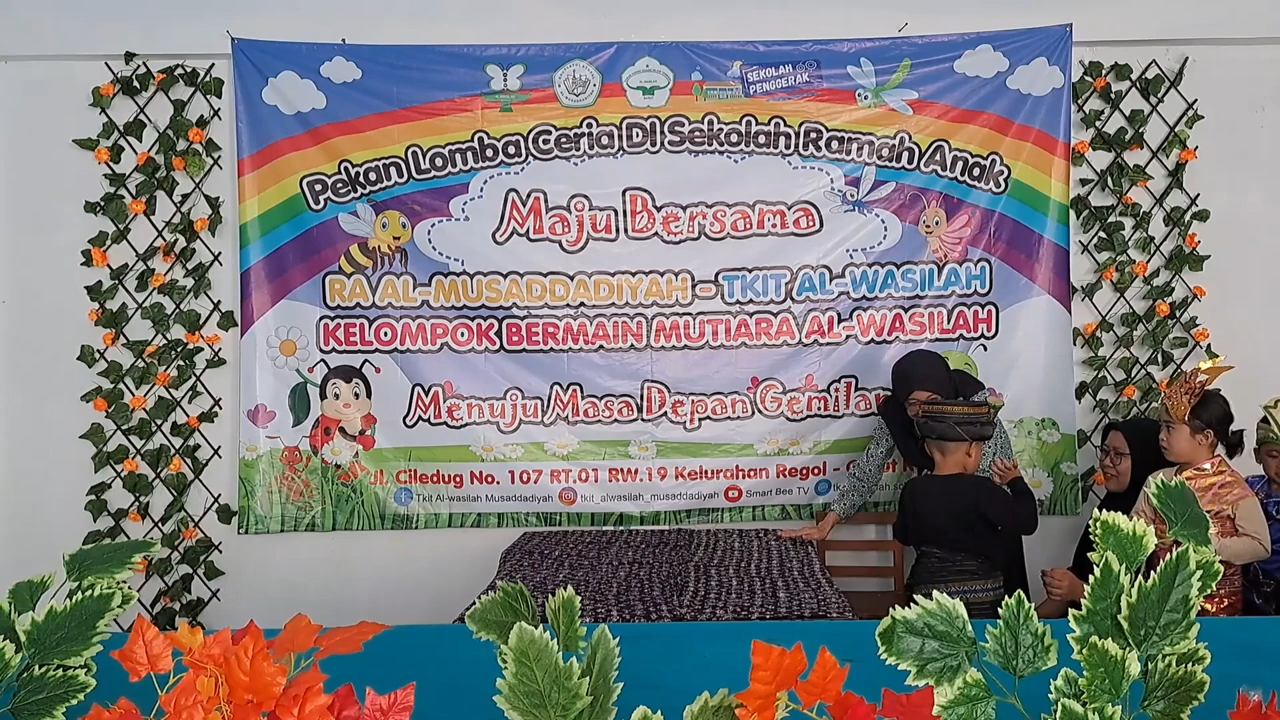 SEKOLAH
PENGGERAK
Pekan Lomba Ceria DI Sekolah Ramah Anak
Maju Bersama
RA AL-MUSADDADIYAH - TKIT AL-WASILAH
KELOMPOK BERMAIN MUTIARA AL-WASILAH
Menuju Masa Depan Gemilan
Jl. Ciledug No. 107 RT.01 RW.19 Kelurahan Regol -
Tkit Al-wasilah Musaddadiyah tkit_alwasilah_musaddadiyah Smart Bee TV